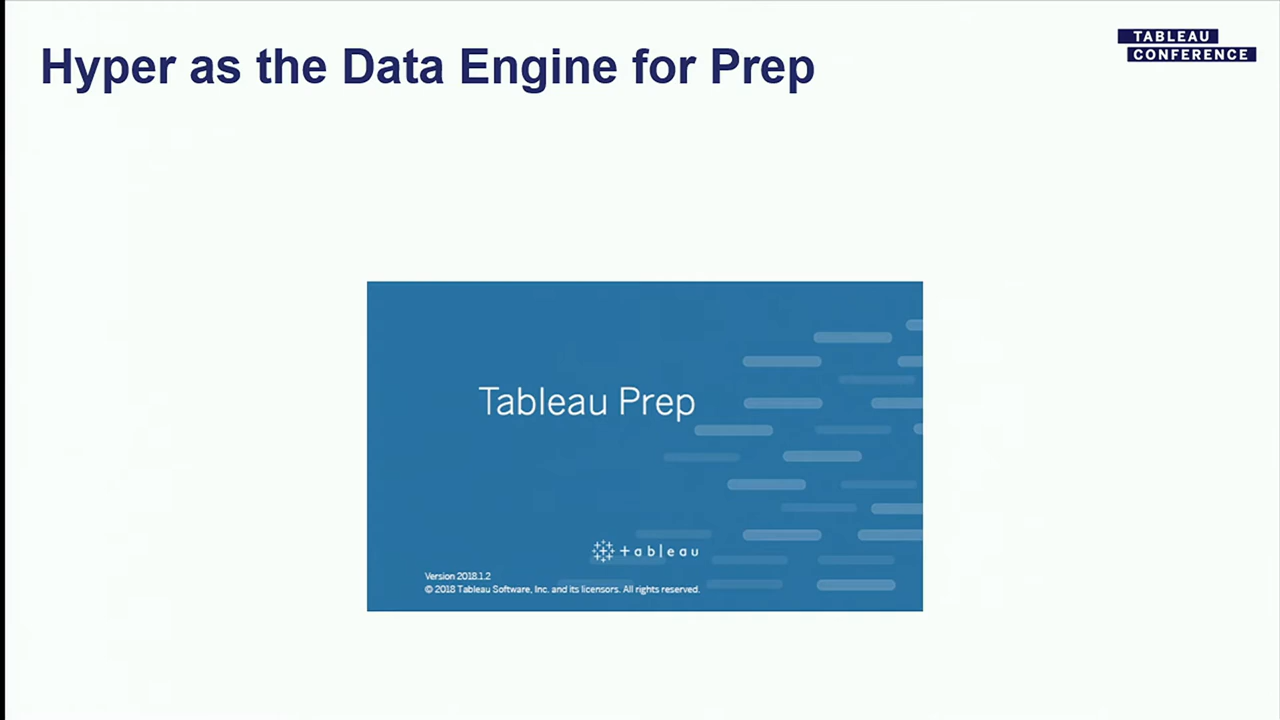 Hyper as the Data Engine for Prep
TABLEAU
CONFERENCE
Tableau Prep
+ableau
Version 2018.1.2
© 2018 Tableau Software, Inc. and its licensors. All rights reserved.